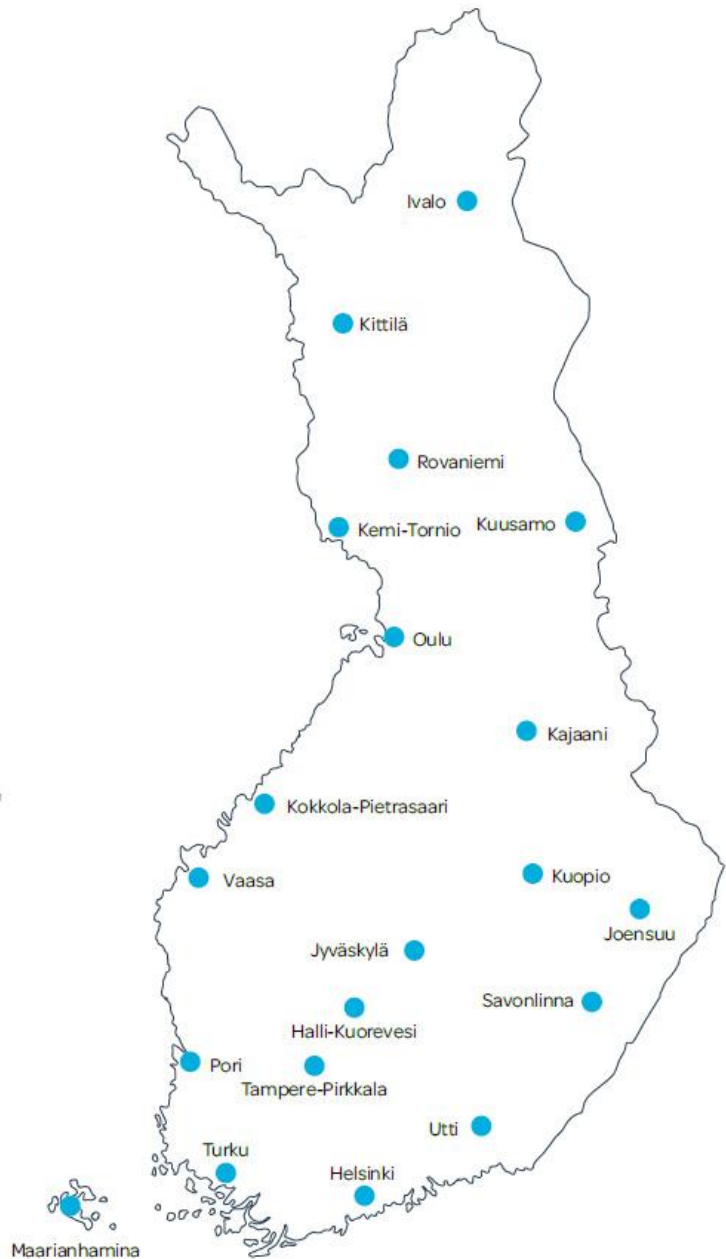 Ivalo
Kittilä
Rovaniemi
Kemi-Tornio
Kuusamo
Oulu
Kajaani
Kokkola-Pietrasaari
Vaasa
Kuopio
Joensuu
Jyväskylä
Savonlinna
Halli-Kuorevesi
Pori
Tampere-Pirkkala
Utti
Turku
Helsinki
Maarianhamina